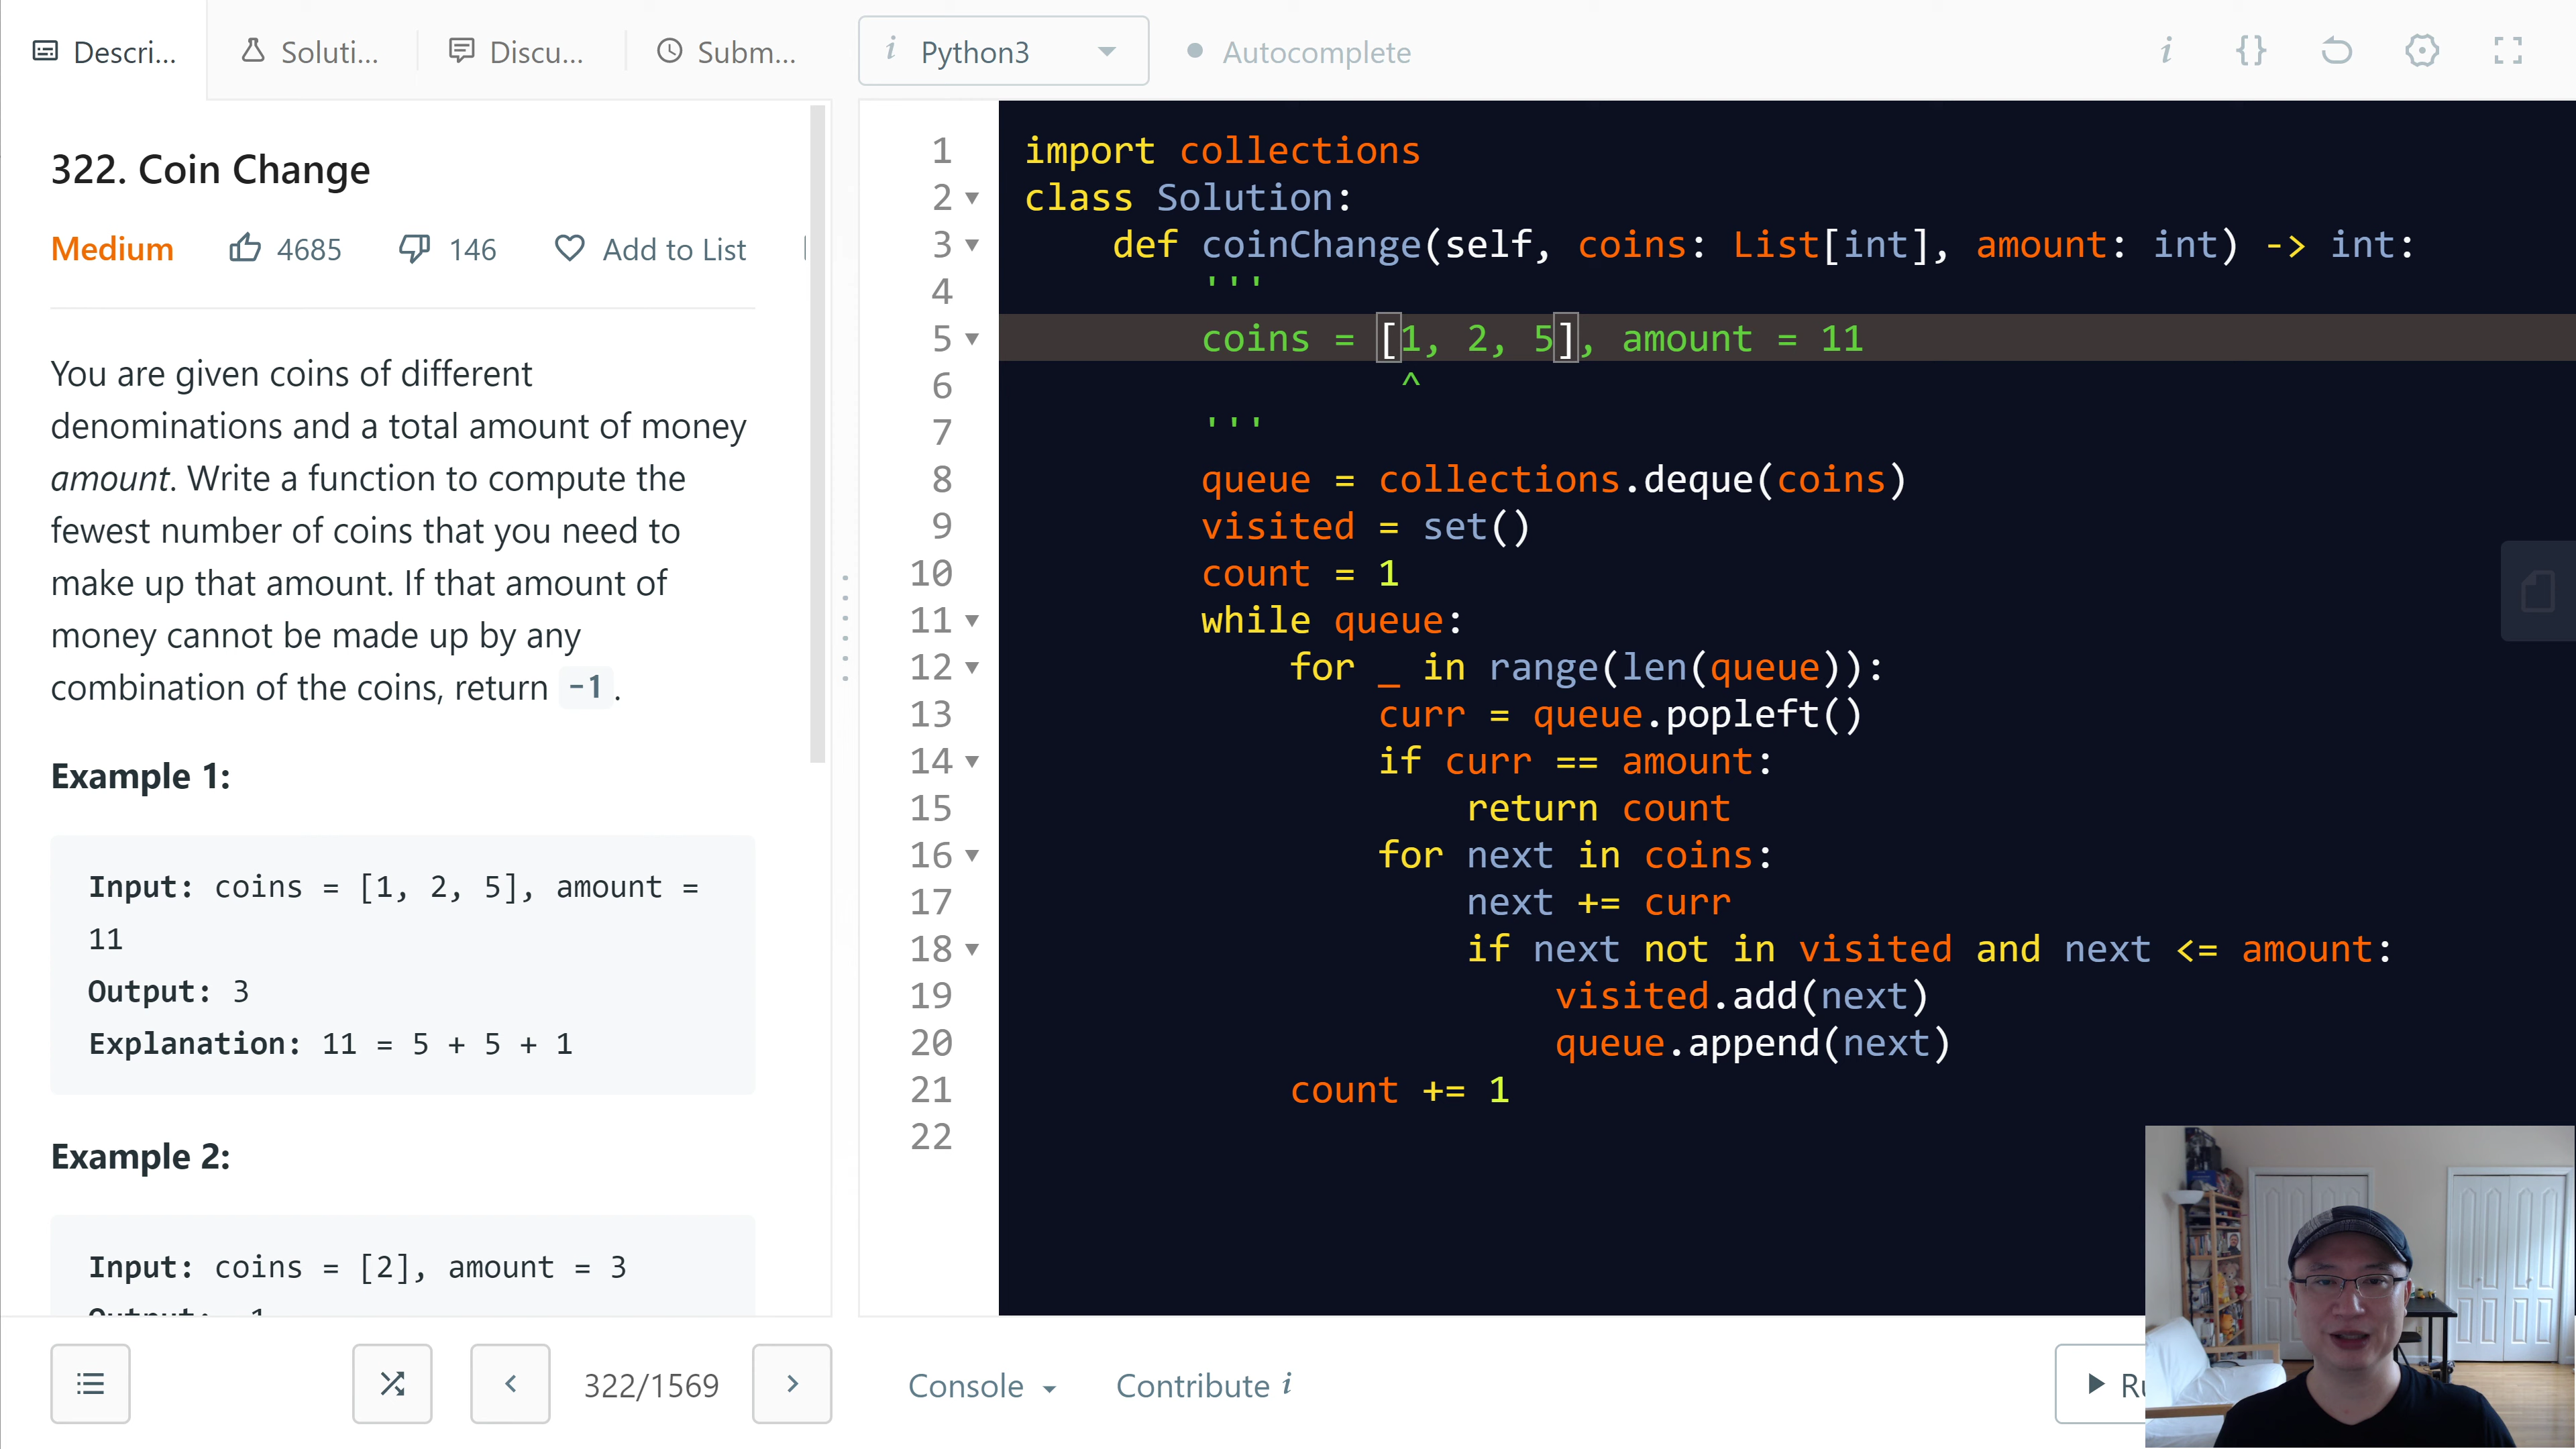 Descri...
Soluti...
Discu...
Subm...
i Python3
Autocomplete
i {}
322. Coin Change
Medium 4685 146 Add to List
You are given coins of different
denominations and a total amount of money
amount. Write a function to compute the
fewest number of coins that you need to
make up that amount. If that amount of
money cannot be made up by any
combination of the coins, return -1.
Example 1:
Input: coins = [1, 2, 5], amount =
11
Output: 3
Explanation: 11 = 5 + 5 + 1
Example 2:
Input: coins = [2], amount = 3
322/1569
1 import collections
2 class Solution:
3 def coinChange(self, coins: List[int], amount: int) -> int:
4 '''
5 coins = [1, 2, 5], amount = 11
6 ^
7 '''
8 queue = collections.deque(coins)
9 visited = set()
10 count = 1
11 while queue:
12 for _ in range(len(queue)):
13 curr = queue.popleft()
14 if curr == amount:
15 return count
16 for next in coins:
17 next += curr
18 if next not in visited and next <= amount:
19 visited.add(next)
20 queue.append(next)
21 count += 1
22
Console
Contribute i